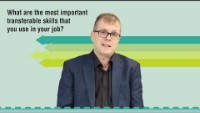 What are the most important
transferable skills that
you use in your job?